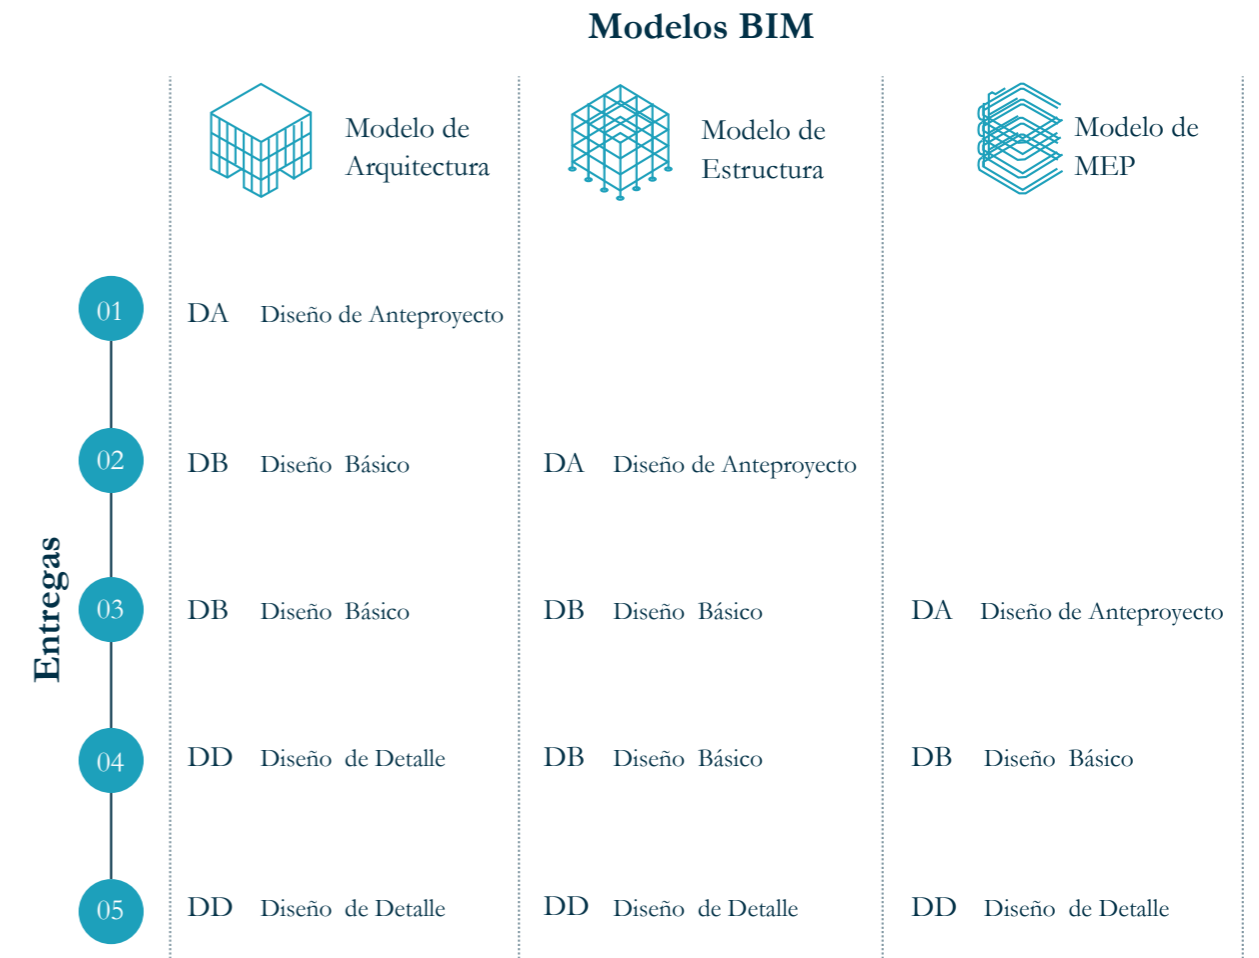 Modelos BIM
Modelo de
Arquitectura
Modelo de
Estructura
Modelo de
MEP
Entregas
01 DA Diseño de Anteproyecto
02 DB Diseño Básico DA Diseño de Anteproyecto
03 DB Diseño Básico DB Diseño Básico DA Diseño de Anteproyecto
04 DD Diseño de Detalle DB Diseño Básico DB Diseño Básico
05 DD Diseño de Detalle DD Diseño de Detalle DD Diseño de Detalle